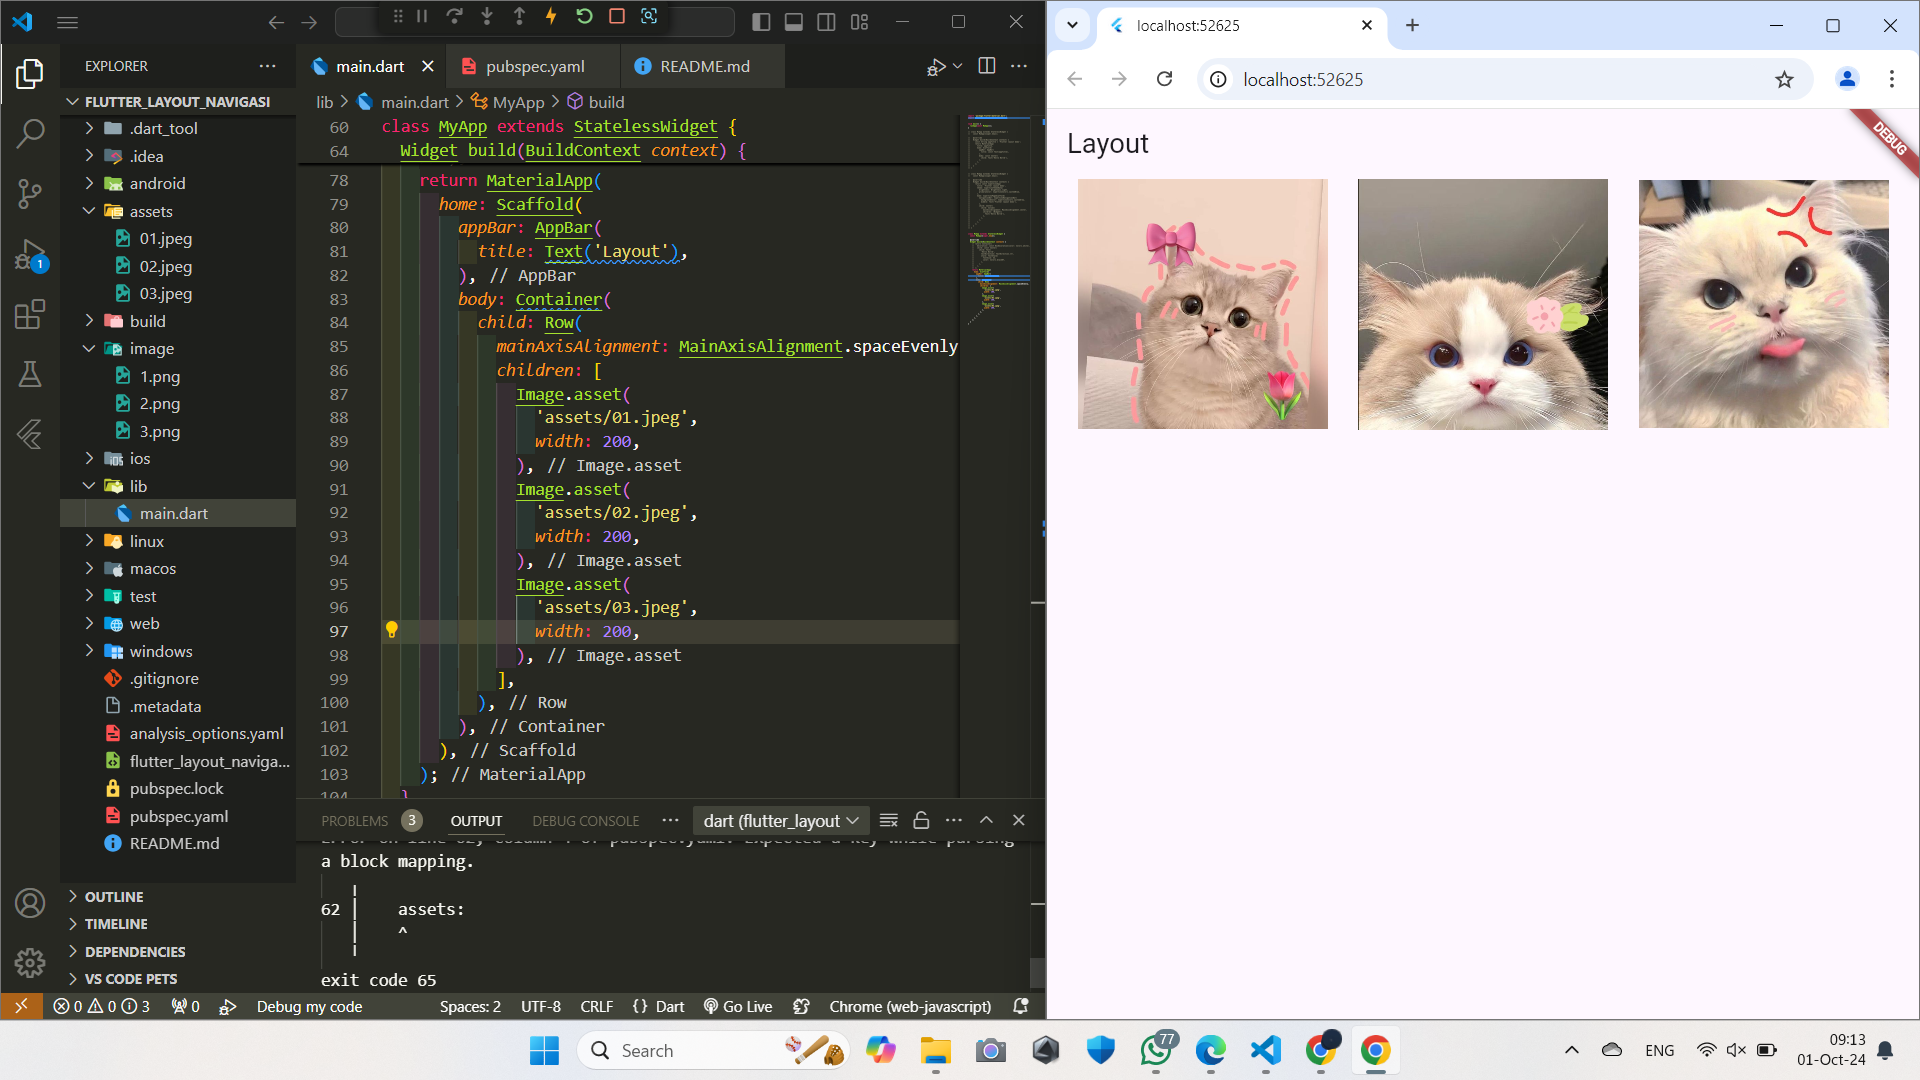 EXPLORER
FLUTTER_LAYOUT_NAVIGASI
.dart_tool
.idea
android
assets
01.jpeg
02.jpeg
03.jpeg
build
image
1.png
2.png
3.png
ios
lib
main.dart
linux
macos
test
web
windows
.gitignore
.metadata
analysis_options.yaml
flutter_layout_naviga...
pubspec.lock
pubspec.yaml
README.md
OUTLINE
TIMELINE
DEPENDENCIES
VS CODE PETS
1
main.dart
pubspec.yaml
README.md
lib > main.dart > MyApp > build
60 class MyApp extends StatelessWidget {
64 Widget build(BuildContext context) {
78 return MaterialApp(
79 home: Scaffold(
80 appBar: AppBar(
81 title: Text('Layout'),
82 ), // AppBar
83 body: Container(
84 child: Row(
85 mainAxisAlignment: MainAxisAlignment.spaceEvenly
86 children: [
87 Image.asset(
88 'assets/01.jpeg',
89 width: 200,
90 ), // Image.asset
91 Image.asset(
92 'assets/02.jpeg',
93 width: 200,
94 ), // Image.asset
95 Image.asset(
96 'assets/03.jpeg',
97 width: 200,
98 ), // Image.asset
99 ],
100 ), // Row
101 ), // Container
102 ), // Scaffold
103 ); // MaterialApp
104 }
PROBLEMS 3 OUTPUT DEBUG CONSOLE ... dart (flutter_layout
a block mapping.
62 | assets:
^
exit code 65
0 0 3 0 Debug my code Spaces: 2 UTF-8 CRLF {} Dart Go Live Chrome (web-javascript)
localhost:52625
localhost:52625
Layout
DEBUG
Search
77
ENG
09:13
01-Oct-24